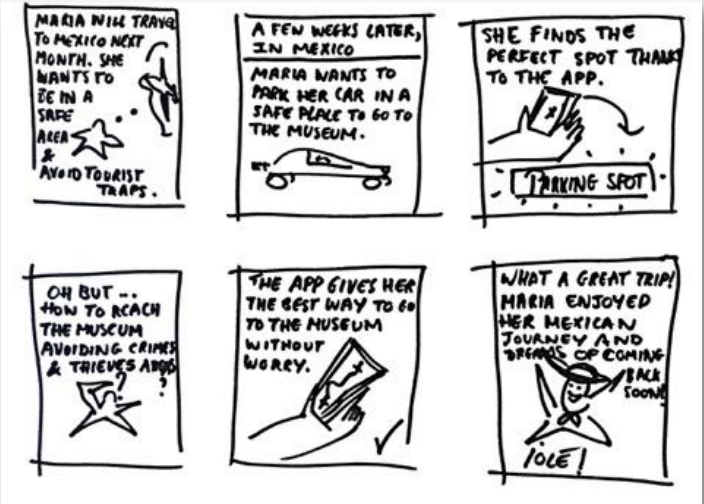 MARIA WILL TRAVEL
TO MEXICO NEXT
MONTH. SHE
WANTS TO
BE IN A
SAFE
AREA
&
AVOID TOURIST
TRAPS.
A FEW WEEKS LATER,
IN MEXICO
MARIA WANTS TO
PARK HER CAR IN A
SAFE PLACE TO GO TO
THE MUSEUM.
SHE FINDS THE
PERFECT SPOT THANKS
TO THE APP.
PARKING SPOT
OH BUT...
HOW TO REACH
THE MUSEUM
AVOIDING CRIMES
& THIEVES
?
?
THE APP GIVES HER
THE BEST WAY TO GO
TO THE MUSEUM
WITHOUT
WORRY.
WHAT A GREAT TRIP!
MARIA ENJOYED
HER MEXICAN
JOURNEY AND
DREAMS OF COMING
BACK
SOON!
¡OLE!